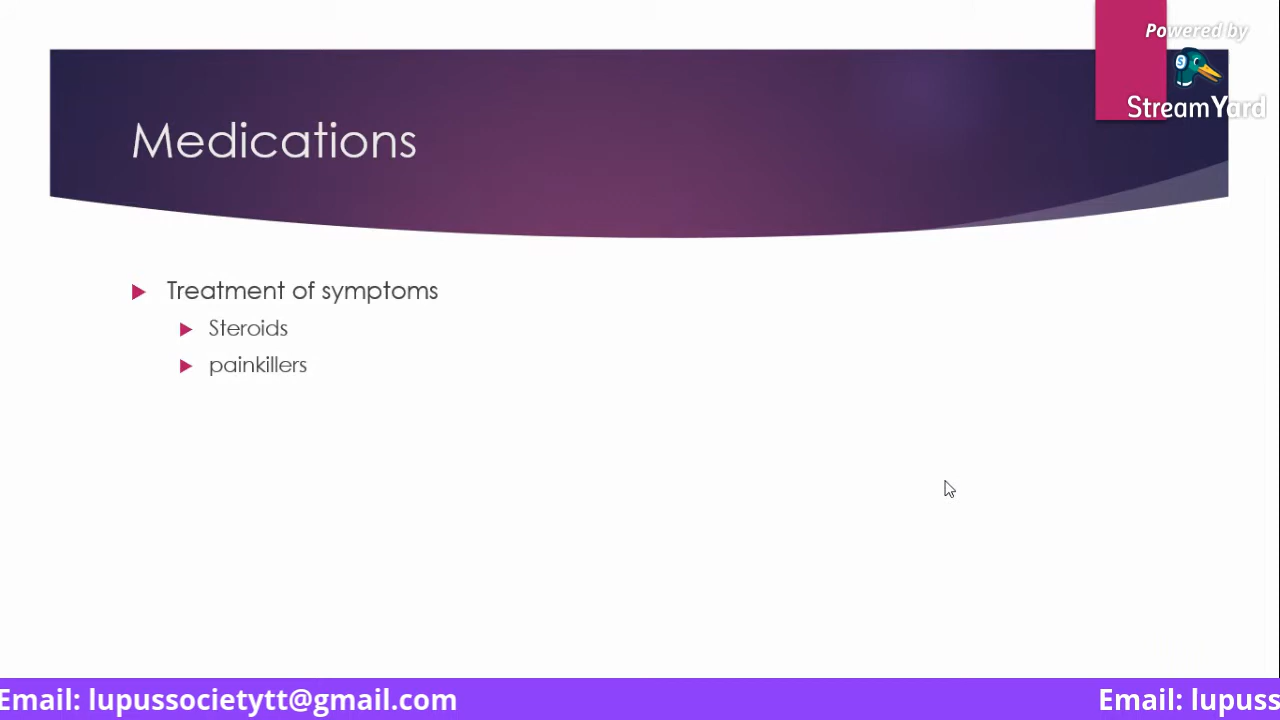 Powered by
StreamYard
Medications
Treatment of symptoms
Steroids
painkillers
Email: lupussocietytt@gmail.com
Email: lupuss